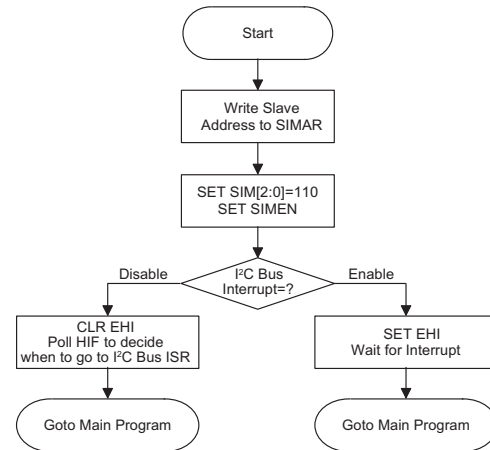 Start
Write Slave
Address to SIMAR
SET SIM[2:0]=110
SET SIMEN
I²C Bus
Interrupt=?
Disable
Enable
CLR EHI
Poll HIF to decide
when to go to I²C Bus ISR
SET EHI
Wait for Interrupt
Goto Main Program
Goto Main Program